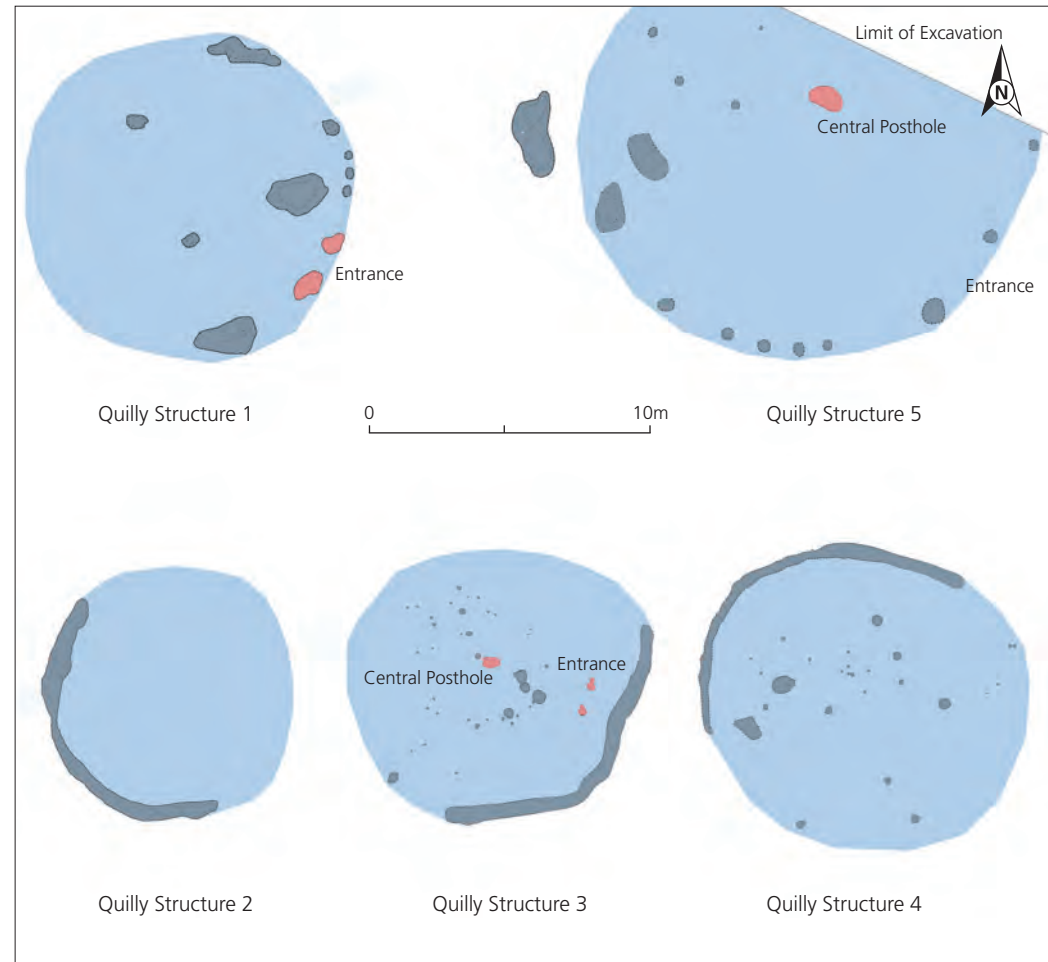 Limit of Excavation
N
Central Posthole
Entrance
Entrance
Quilly Structure 1
0
10m
Quilly Structure 5
Central Posthole
Entrance
Quilly Structure 2
Quilly Structure 3
Quilly Structure 4